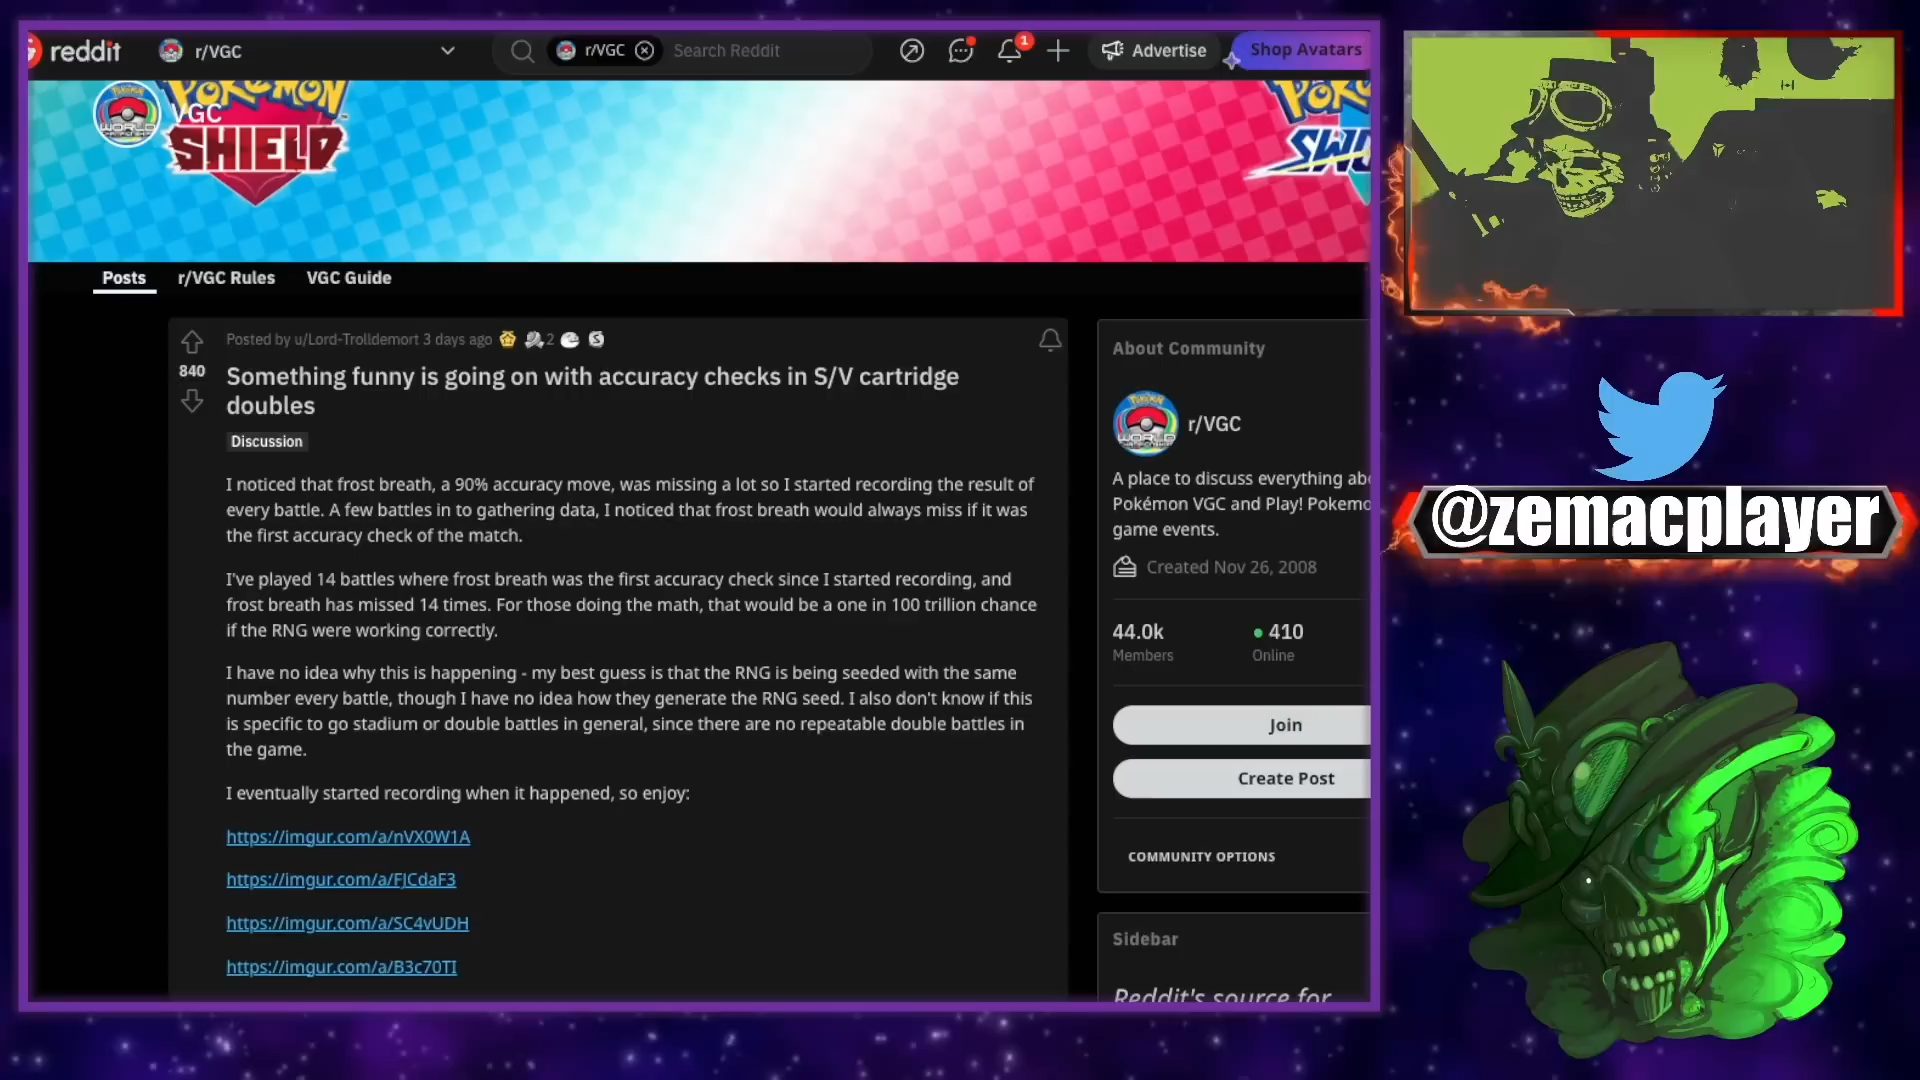 reddit
r/VGC
r/VGC
Search Reddit
1
Advertise
Shop Avatars
POKÉMON
SHIELD
VGC
WORLD
Posts
r/VGC Rules
VGC Guide
Posted by u/Lord-Trolldemort 3 days ago
2
S
840
Something funny is going on with accuracy checks in S/V cartridge
doubles
Discussion
I noticed that frost breath, a 90% accuracy move, was missing a lot so I started recording the result of
every battle. A few battles in to gathering data, I noticed that frost breath would always miss if it was
the first accuracy check of the match.
I've played 14 battles where frost breath was the first accuracy check since I started recording, and
frost breath has missed 14 times. For those doing the math, that would be a one in 100 trillion chance
if the RNG were working correctly.
I have no idea why this is happening - my best guess is that the RNG is being seeded with the same
number every battle, though I have no idea how they generate the RNG seed. I also don't know if this
is specific to go stadium or double battles in general, since there are no repeatable double battles in
the game.
I eventually started recording when it happened, so enjoy:
https://imgur.com/a/nVX0W1A
https://imgur.com/a/FJCdaF3
https://imgur.com/a/SC4vUDH
https://imgur.com/a/B3c70TI
About Community
r/VGC
A place to discuss everything abo
Pokémon VGC and Play! Pokemo
game events.
Created Nov 26, 2008
44.0k
410
Members
Online
Join
Create Post
COMMUNITY OPTIONS
Sidebar
Reddit's source for
@zemacplayer